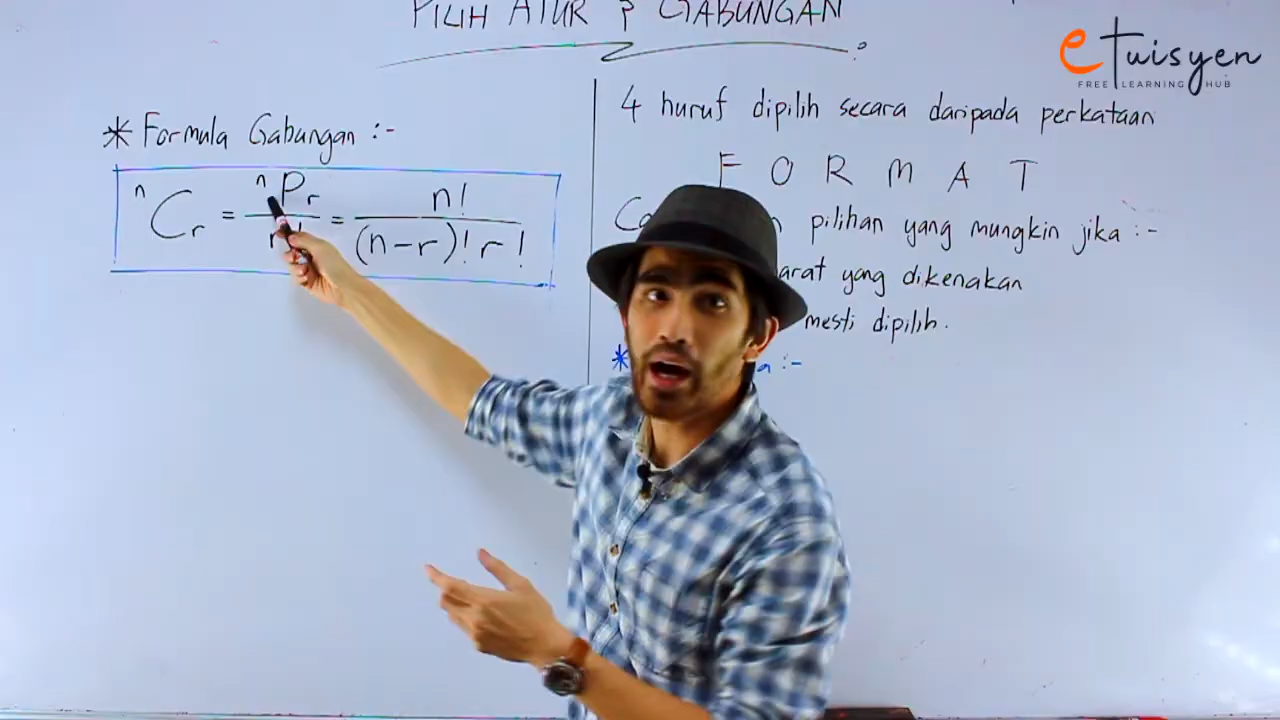 PILIH ATUR & GABUNGAN
eTuisyen
FREE LEARNING HUB
* Formula Gabungan :-
ⁿCᵣ = ⁿPᵣ / r! = n! / (n-r)! r!
4 huruf dipilih secara daripada perkataan
F O R M A T
pilihan yang mungkin jika :-
yang dikenakan
mesti dipilih.